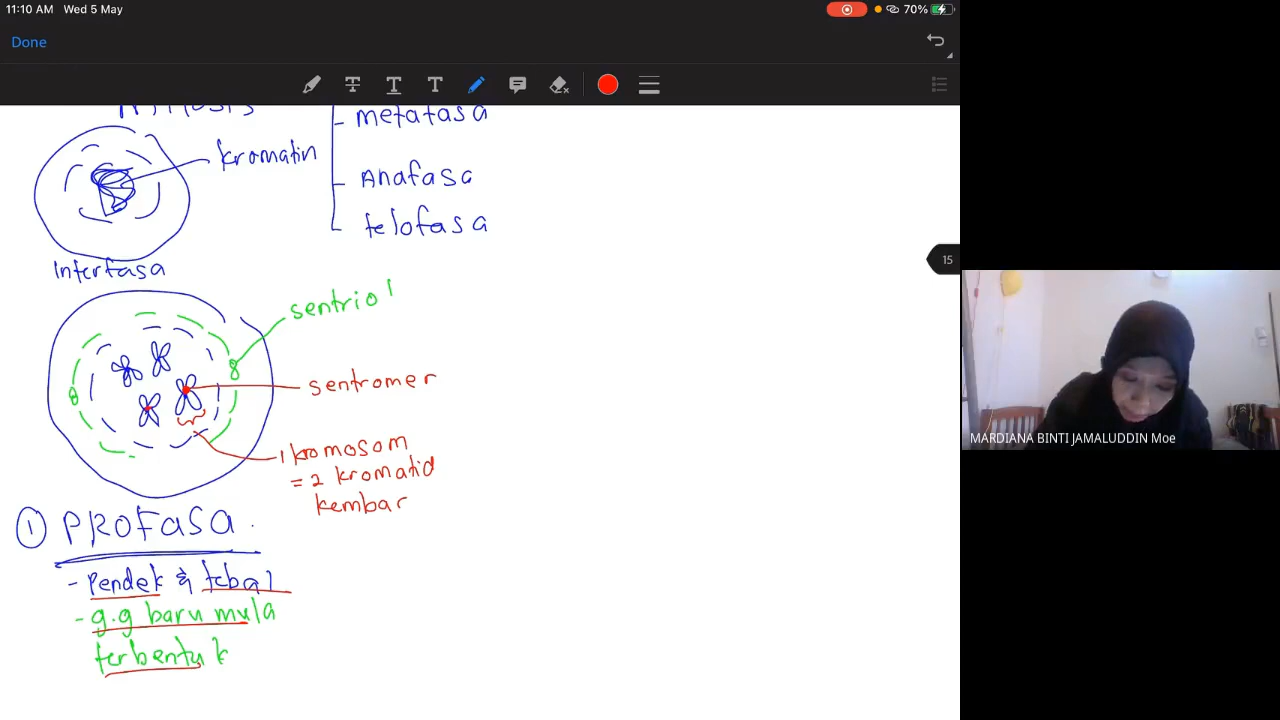 11:10 AM Wed 5 May
70%
Done
T T T
mitosis
metafasa
kromatin
Anafasa
telofasa
Interfasa
15
sentriol
sentromer
1 kromosom
= 2 kromatid
kembar
1 PROFASA
- Pendek & tebal
- g.g baru mula
terbentuk
MARDIANA BINTI JAMALUDDIN Moe